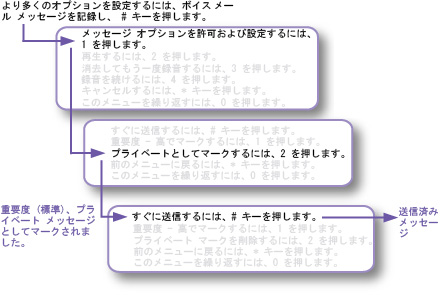 より多くのオプションを設定するには、ボイス メー
ル メッセージを記録し、 # キーを押します。
メッセージ オプションを許可および設定するには、
1 を押します。
再生するには、2 を押します。
消去してもう一度録音するには、3 を押します。
録音を続けるには、4 を押します。
キャンセルするには、* キーを押します。
このメニューを繰り返すには、0 を押します。
すぐに送信するには、# キーを押します。
重要度 - 高でマークするには、1 を押します。
プライベートとしてマークするには、2 を押します。
前のメニューに戻るには、* キーを押します。
このメニューを繰り返すには、0 を押します。
重要度 (標準)、プラ
イベート メッセージ
としてマークされま
した。
すぐに送信するには、# キーを押します。
重要度 - 高でマークするには、1 を押します。
プライベート マークを削除するには、2 を押します。
前のメニューに戻るには、* キーを押します。
このメニューを繰り返すには、0 を押します。
送信済み
メッセー
ジ